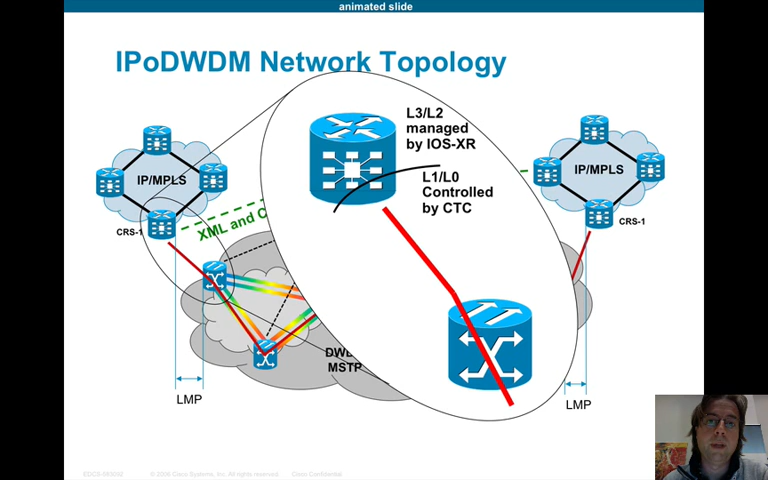 animated slide
IPoDWDM Network Topology
L3/L2
managed
by IOS-XR
L1/L0
Controlled
by CTC
IP/MPLS
IP/MPLS
CRS-1
CRS-1
XML and C
MSTP
LMP
LMP
© 2006 Cisco Systems, Inc. All rights reserved.
Cisco Confidential